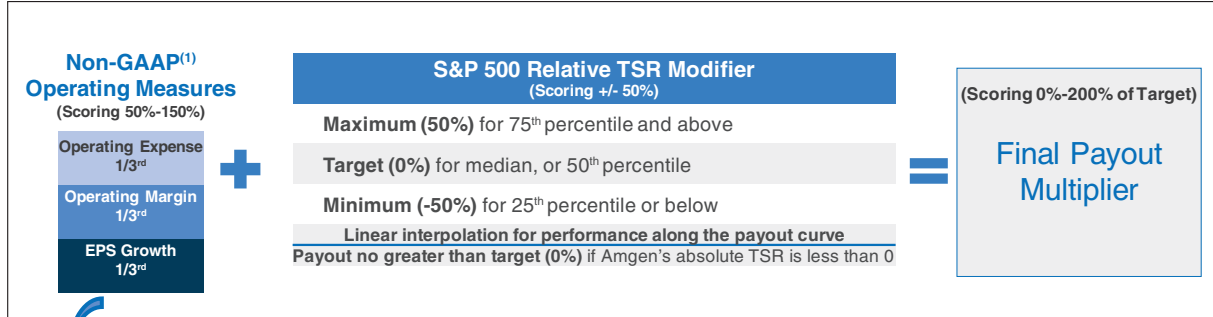 Non-GAAP(1)
Operating Measures
(Scoring 50%-150%)
Operating Expense
1/3rd
Operating Margin
1/3rd
EPS Growth
1/3rd
+
S&P 500 Relative TSR Modifier
(Scoring +/- 50%)
Maximum (50%) for 75th percentile and above
Target (0%) for median, or 50th percentile
Minimum (-50%) for 25th percentile or below
Linear interpolation for performance along the payout curve
Payout no greater than target (0%) if Amgen's absolute TSR is less than 0
=
(Scoring 0%-200% of Target)
Final Payout
Multiplier